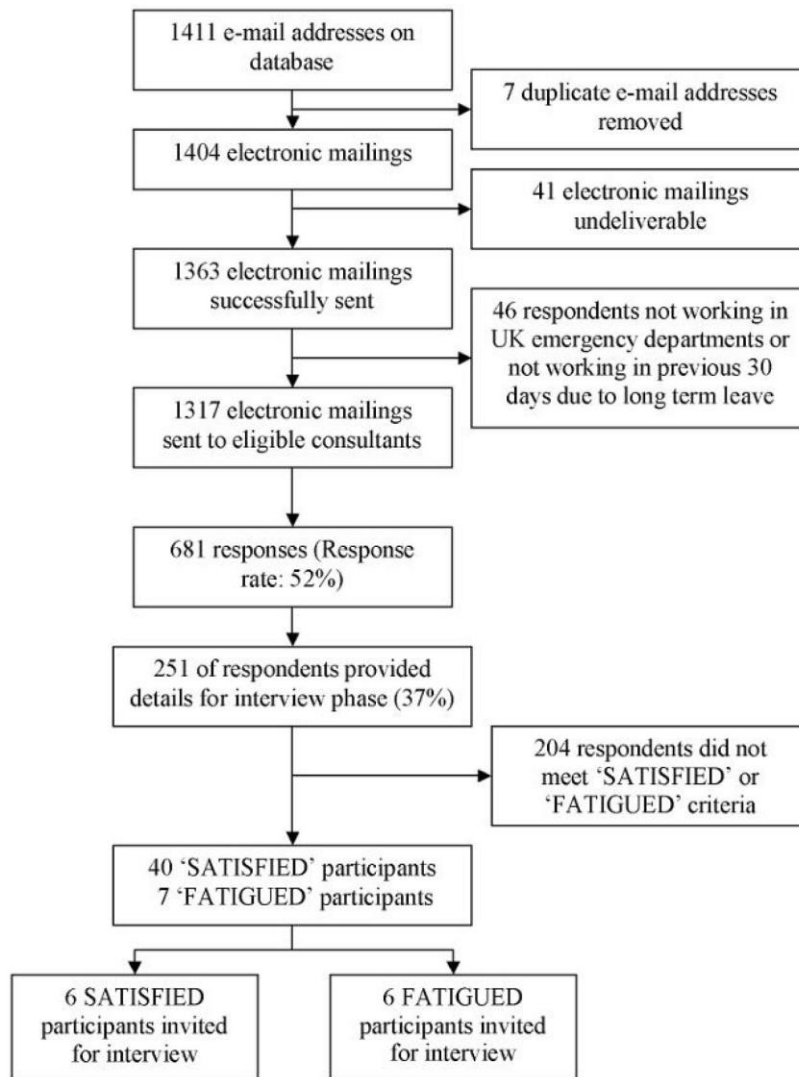 1411 e-mail addresses on
database
7 duplicate e-mail addresses
removed
1404 electronic mailings
41 electronic mailings
undeliverable
1363 electronic mailings
successfully sent
46 respondents not working in
UK emergency departments or
not working in previous 30
days due to long term leave
1317 electronic mailings
sent to eligible consultants
681 responses (Response
rate: 52%)
251 of respondents provided
details for interview phase (37%)
204 respondents did not
meet ‘SATISFIED’ or
‘FATIGUED’ criteria
40 ‘SATISFIED’ participants
7 ‘FATIGUED’ participants
6 SATISFIED
participants invited
for interview
6 FATIGUED
participants invited
for interview